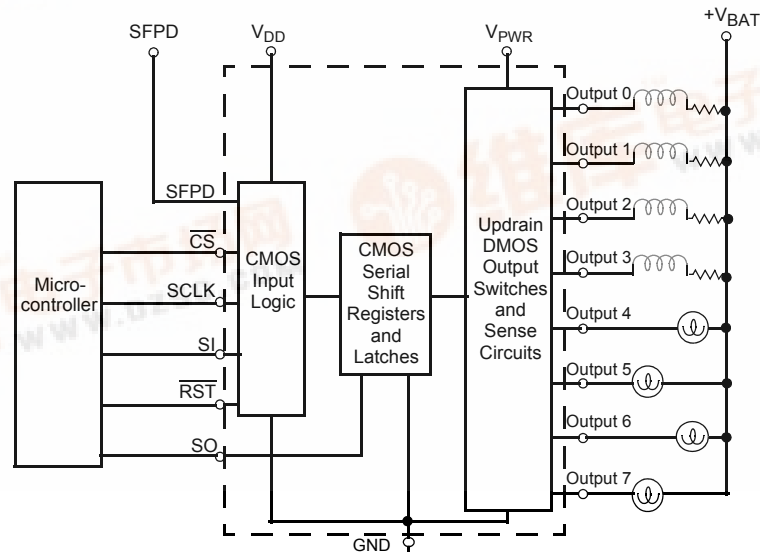 SFPD
VDD
VPWR
+VBAT
Micro-
controller
SFPD
CS
SCLK
SI
RST
SO
CMOS
Input
Logic
CMOS
Serial
Shift
Registers
and
Latches
Updrain
DMOS
Output
Switches
and
Sense
Circuits
Output 0
Output 1
Output 2
Output 3
Output 4
Output 5
Output 6
Output 7
GND